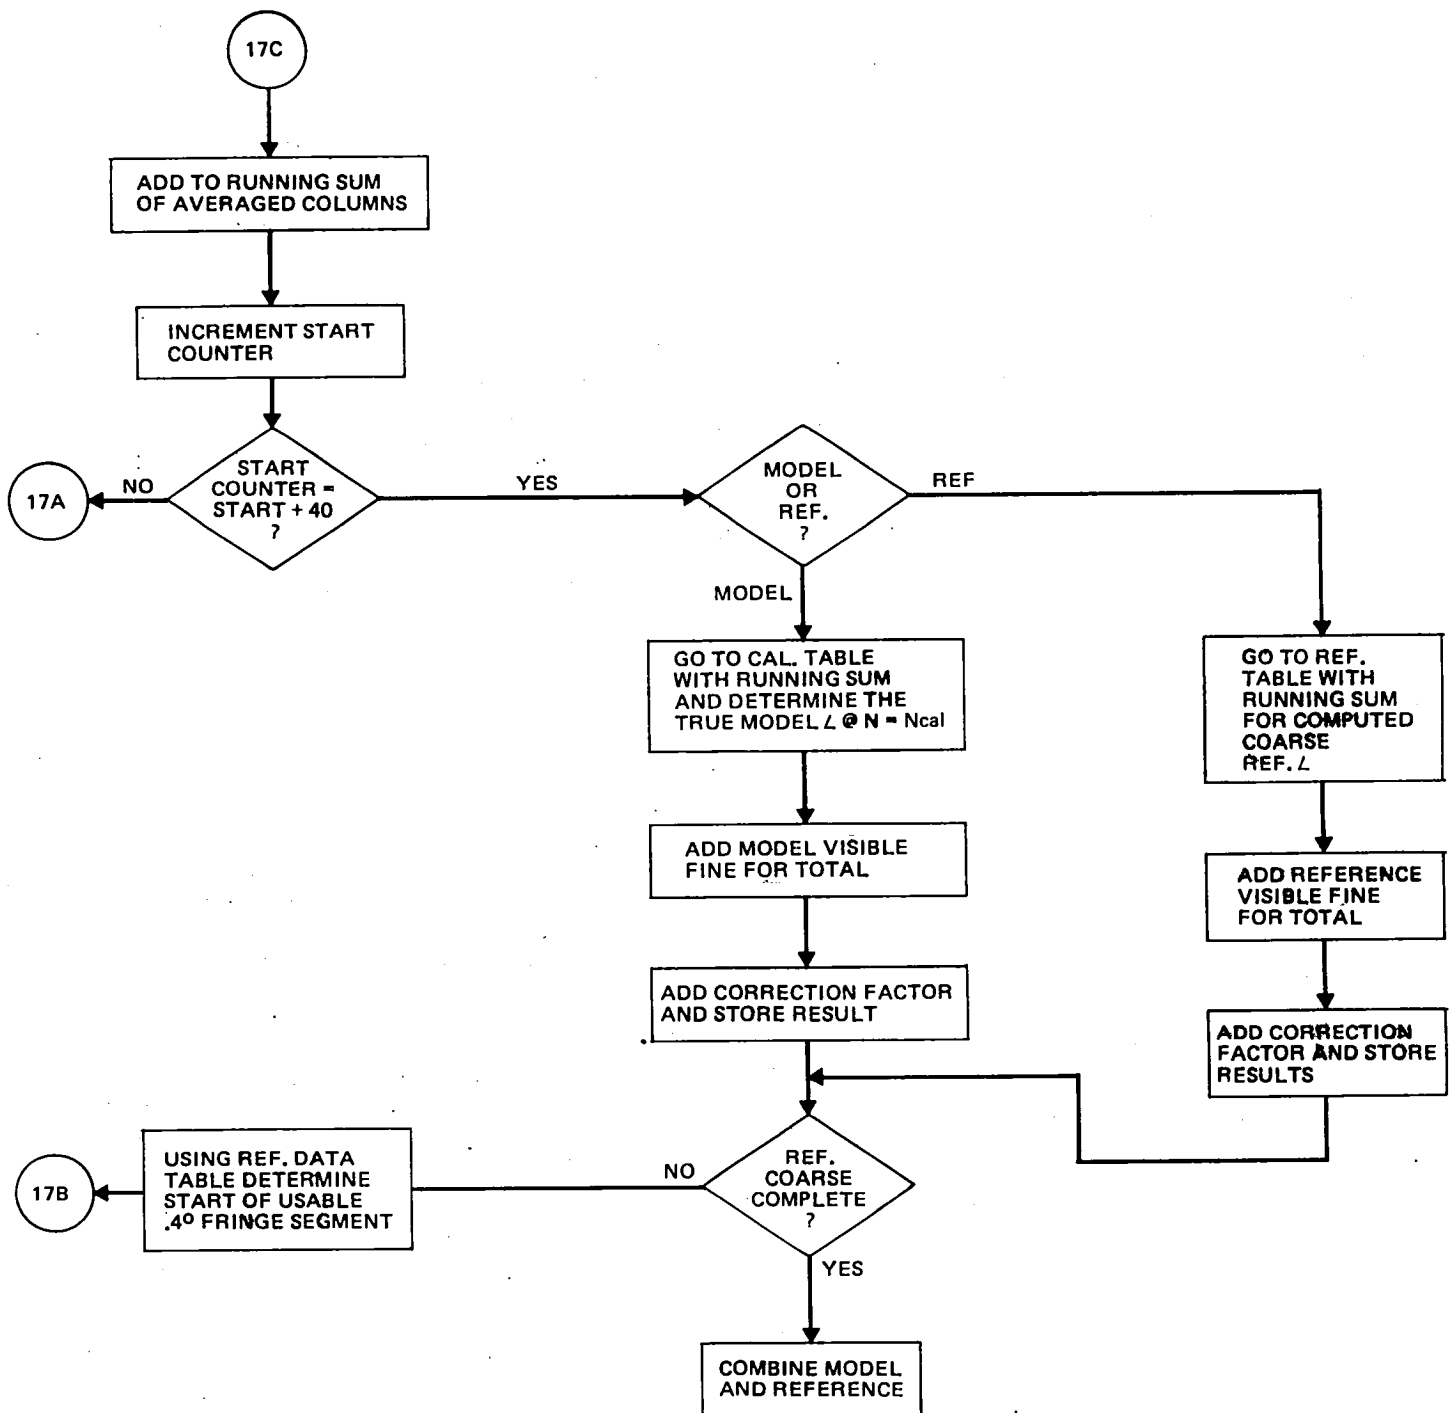 17C
ADD TO RUNNING SUM
OF AVERAGED COLUMNS
INCREMENT START
COUNTER
START
COUNTER =
START + 40
?
NO
17A
YES
MODEL
OR
REF.
?
REF
MODEL
GO TO CAL. TABLE
WITH RUNNING SUM
AND DETERMINE THE
TRUE MODEL ∠ @ N = Ncal
GO TO REF.
TABLE WITH
RUNNING SUM
FOR COMPUTED
COARSE
REF. ∠
ADD MODEL VISIBLE
FINE FOR TOTAL
ADD REFERENCE
VISIBLE FINE
FOR TOTAL
ADD CORRECTION FACTOR
AND STORE RESULT
ADD CORRECTION
FACTOR AND STORE
RESULTS
REF.
COARSE
COMPLETE
?
NO
USING REF. DATA
TABLE DETERMINE
START OF USABLE
.4° FRINGE SEGMENT
17B
YES
COMBINE MODEL
AND REFERENCE